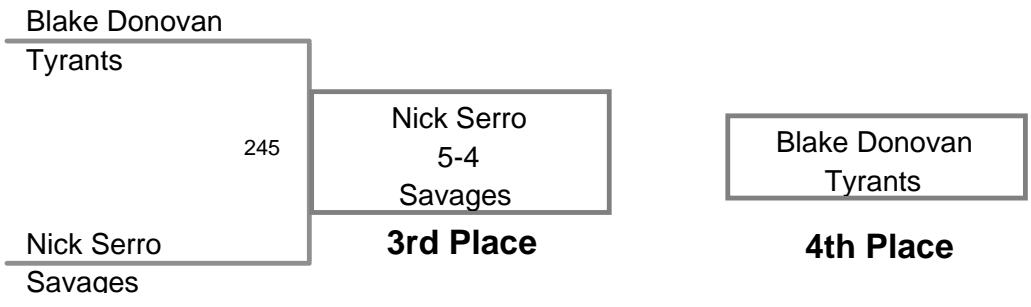 Blake Donovan
Tyrants
245
Nick Serro
5-4
Savages
3rd Place
Blake Donovan
Tyrants
4th Place
Nick Serro
Savages